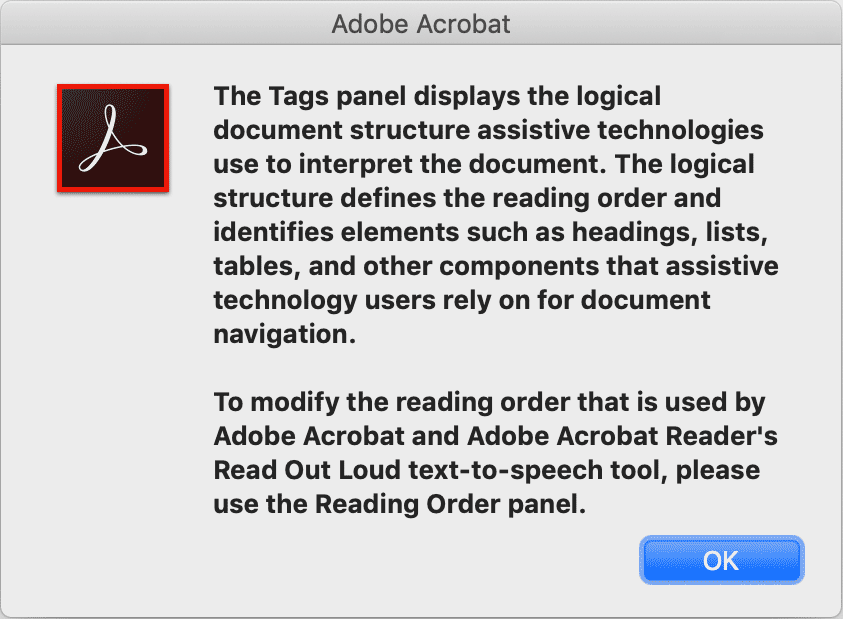 Adobe Acrobat
The Tags panel displays the logical
document structure assistive technologies
use to interpret the document. The logical
structure defines the reading order and
identifies elements such as headings, lists,
tables, and other components that assistive
technology users rely on for document
navigation.
To modify the reading order that is used by
Adobe Acrobat and Adobe Acrobat Reader's
Read Out Loud text-to-speech tool, please
use the Reading Order panel.
OK